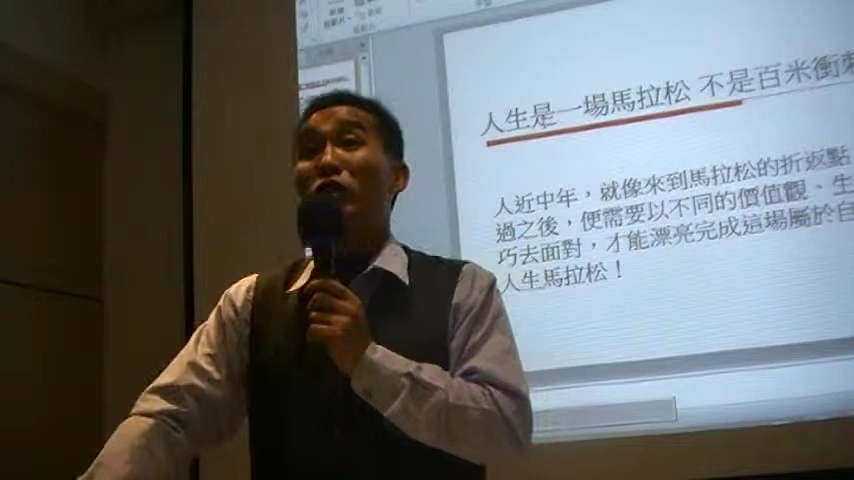 人生是一場馬拉松 不是百米衝刺
人近中年，就像來到馬拉松的折返點
過之後，便需要以不同的價值觀、生
巧去面對，才能漂亮完成這場屬於自
人生馬拉松！